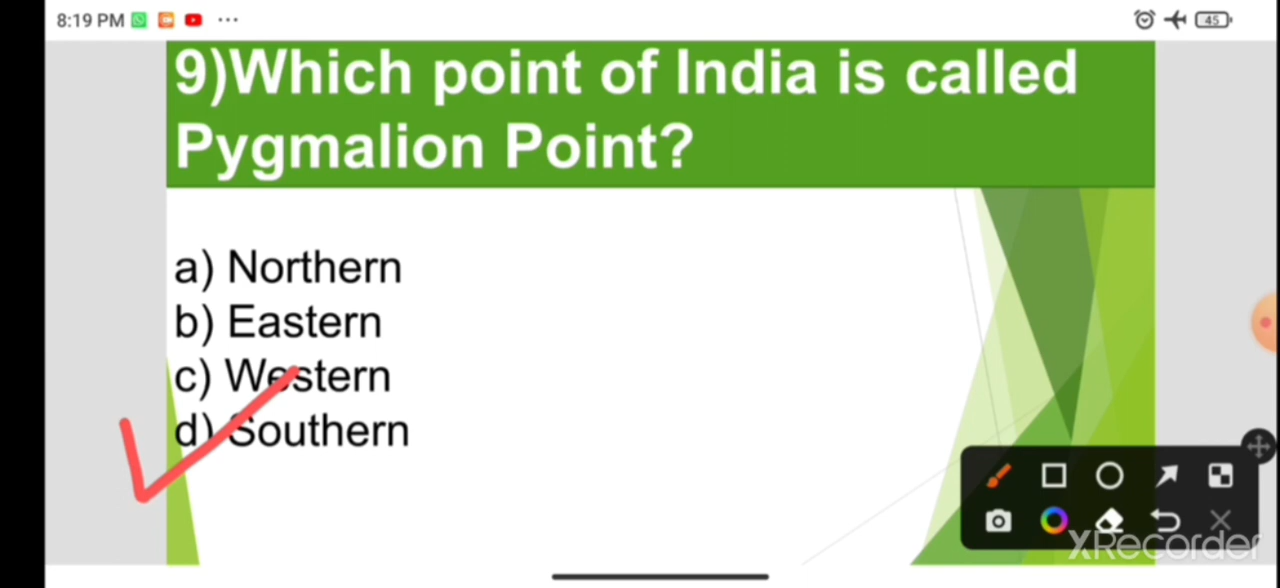 8:19 PM ...
45
9)Which point of India is called
Pygmalion Point?
a) Northern
b) Eastern
c) Western
d) Southern
XRecorder